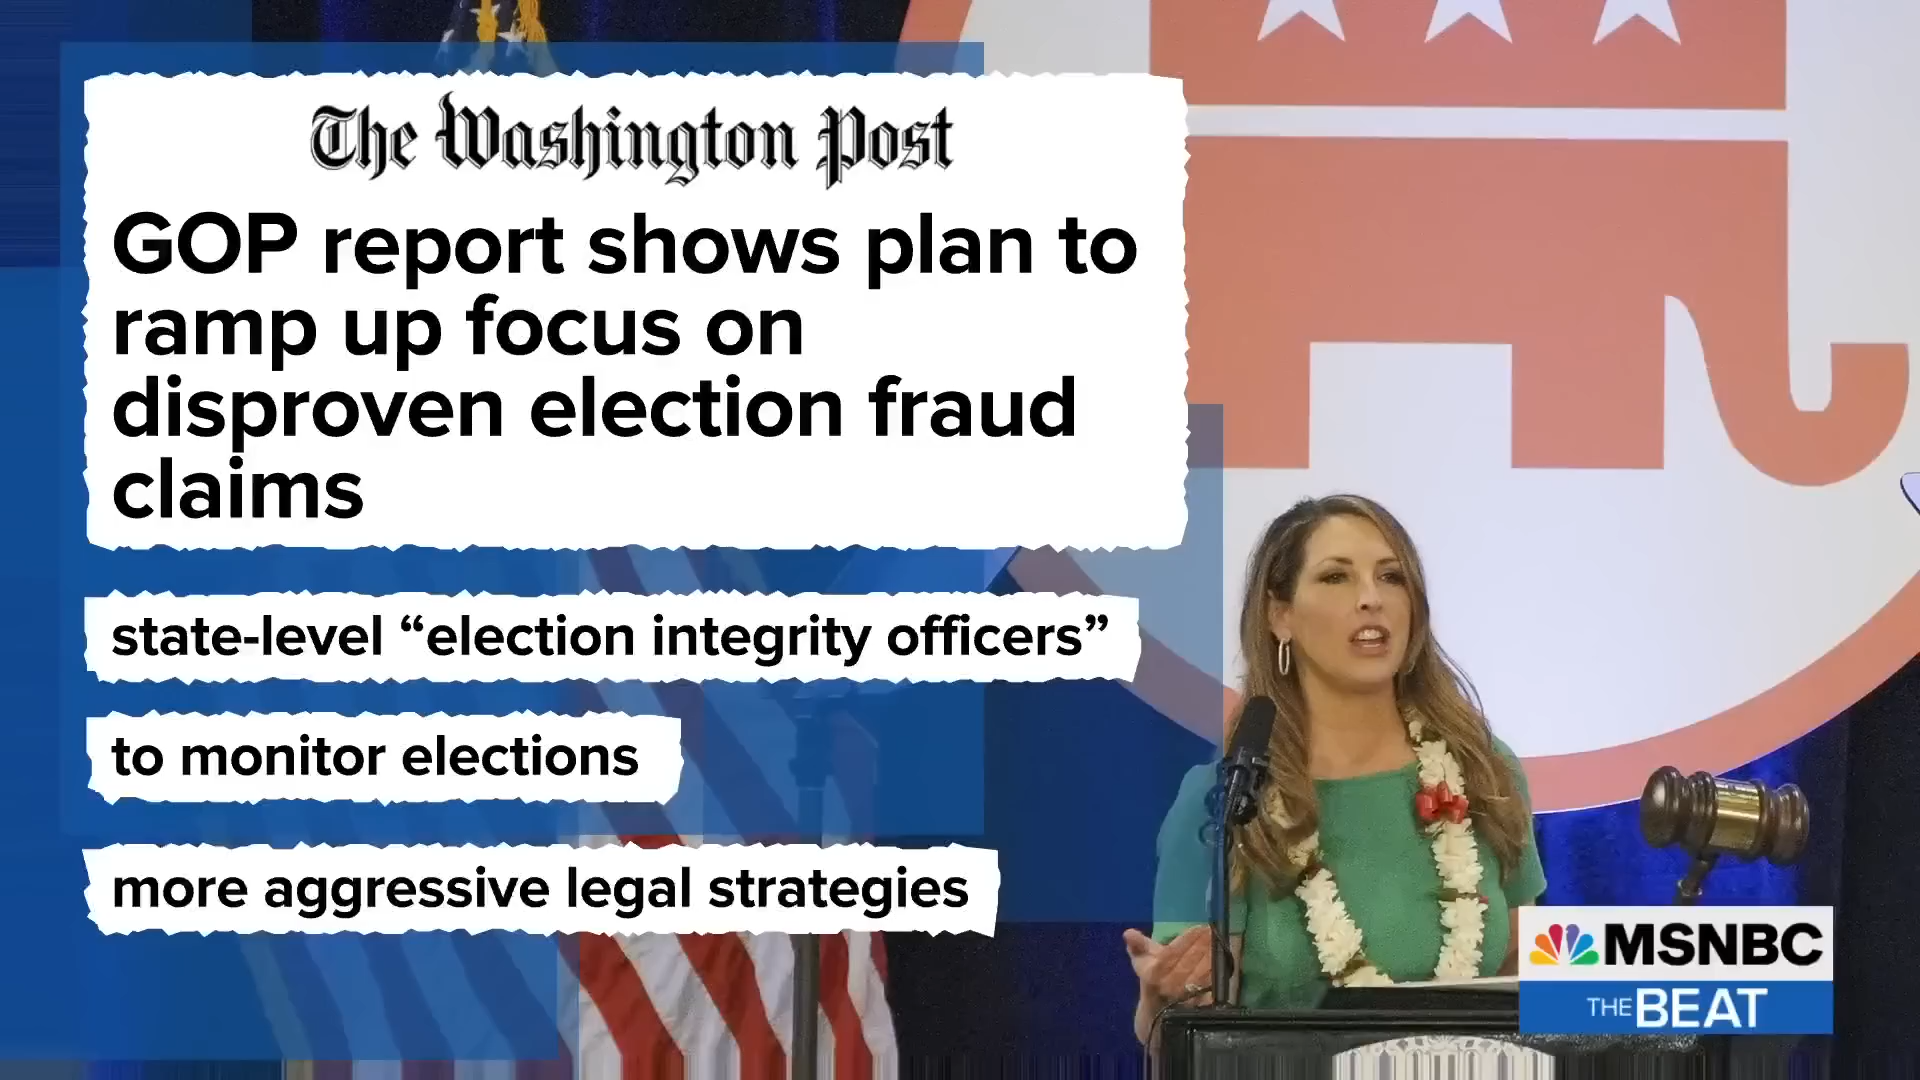 The Washington Post
GOP report shows plan to
ramp up focus on
disproven election fraud
claims
state-level “election integrity officers”
to monitor elections
more aggressive legal strategies
MSNBC
THE BEAT